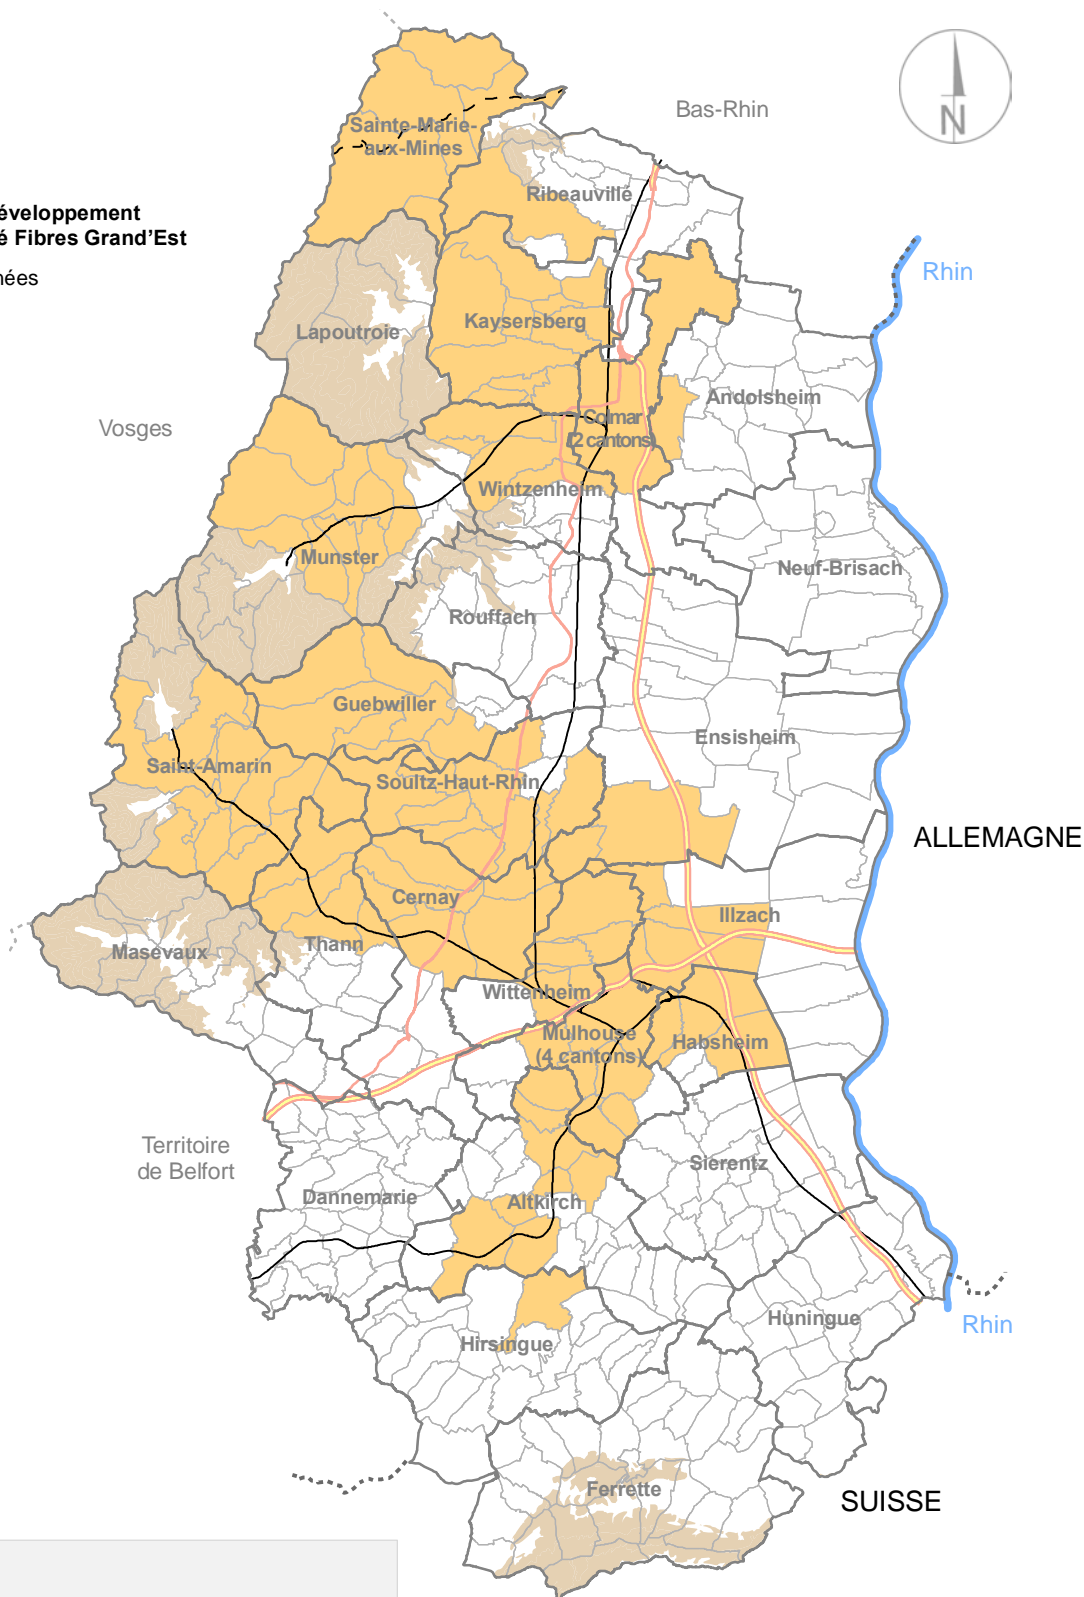 Bas-Rhin
N
Sainte-Marie-
aux-Mines
Ribeauvillé
éveloppement
é Fibres Grand'Est
nées
Rhin
Lapoutroie
Kaysersberg
Andolsheim
Vosges
Colmar
(2 cantons)
Wintzenheim
Munster
Neuf-Brisach
Rouffach
Guebwiller
Ensisheim
Saint-Amarin
Soultz-Haut-Rhin
ALLEMAGNE
Cernay
Illzach
Masevaux
Thann
Wittenheim
Mulhouse
(4 cantons)
Habsheim
Territoire
de Belfort
Sierentz
Dannemarie
Altkirch
Huningue
Rhin
Hirsingue
Ferrette
SUISSE